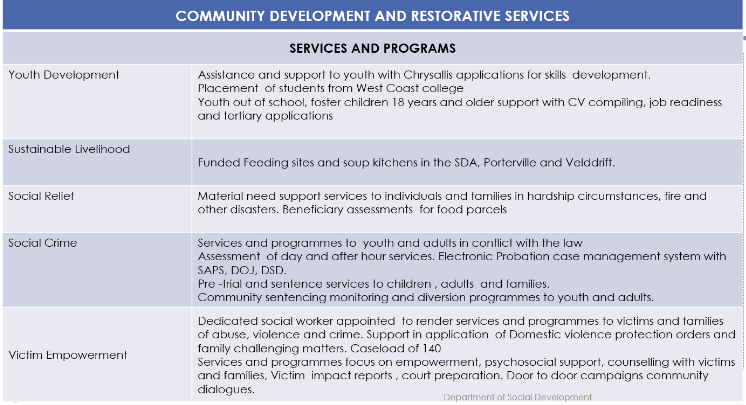 COMMUNITY DEVELOPMENT AND RESTORATIVE SERVICES
SERVICES AND PROGRAMS
Youth Development
Assistance and support to youth with Chrysallis applications for skills development.
Placement of students from West Coast college
Youth out of school, foster children 18 years and older support with CV compiling, job readiness
and tertiary applications
Sustainable Livelihood
Funded Feeding sites and soup kitchens in the SDA, Porterville and Velddrift.
Social Relief
Material need support services to individuals and families in hardship circumstances, fire and
other disasters. Beneficiary assessments for food parcels
Social Crime
Services and programmes to youth and adults in conflict with the law
Assessment of day and after hour services. Electronic Probation case management system with
SAPS, DOJ, DSD.
Pre -trial and sentence services to children , adults and families.
Community sentencing monitoring and diversion programmes to youth and adults.
Victim Empowerment
Dedicated social worker appointed to render services and programmes to victims and families
of abuse, violence and crime. Support in application of Domestic violence protection orders and
family challenging matters. Caseload of 140
Services and programmes focus on empowerment, psychosocial support, counselling with victims
and families, Victim impact reports , court preparation. Door to door campaigns community
dialogues.
Department of Social Development